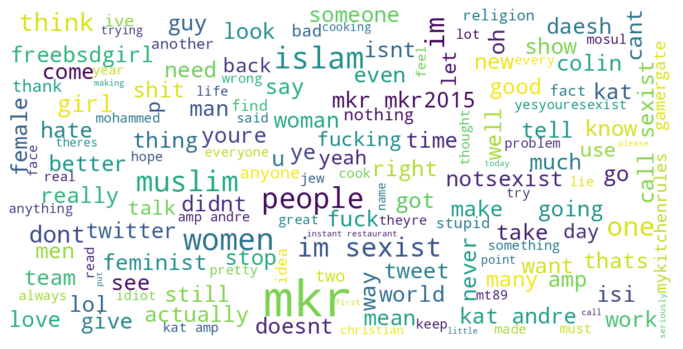 think
ive
trying
guy
look
bad
cooking
someone
think
religion
lot
mosul
another
freebsdgirl
islam
isnt
im
oh
show
daesh
cant
come
year
making
need
back
let
new
every
colin
thank
shit
say
even
mkr mkr2015
good
kat
yesyouresexist
fact
girl
p
man
life
wrong
find
woman
nothing
well
tell
sexist
gamergate
female
hate
mohammed
theres
thing
said
youre
fucking
time
thought
know
everyone
u
ye
yeah
anyone
much
problem
use
better
face
hope
jew
cook
right
notsexist
lie
call
go
real
muslim
people
feel
anything
really
talk
didnt
amp andre
great
fuck
theyre
name
got
stupid
make
try
going
one
mykitchenrules
dont
twitter
women
im sexist
take
day
men
read
put
feminist
stop
instant restaurant
tweet
never
something
point
want
thats
team
see
pretty
idea
two
way
world
many
amp
always
idiot
still
mkr
first
mt89
isi
lol
love
give
actually
kat amp
doesnt
christian
mean
keep
little
kat andre
made
call
must
work
please
today
seriously